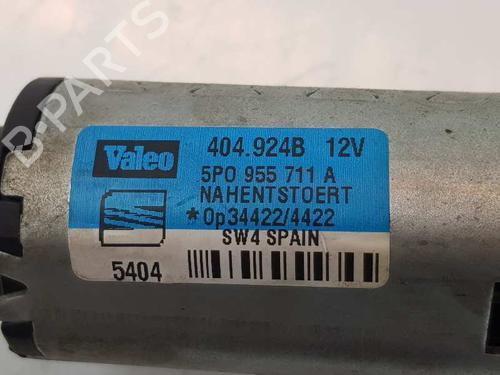 B-PARTS
Valeo
404.924B 12V
5P0 955 711 A
NAHENTSTOERT
*0p34422/4422
SW4 SPAIN
5404